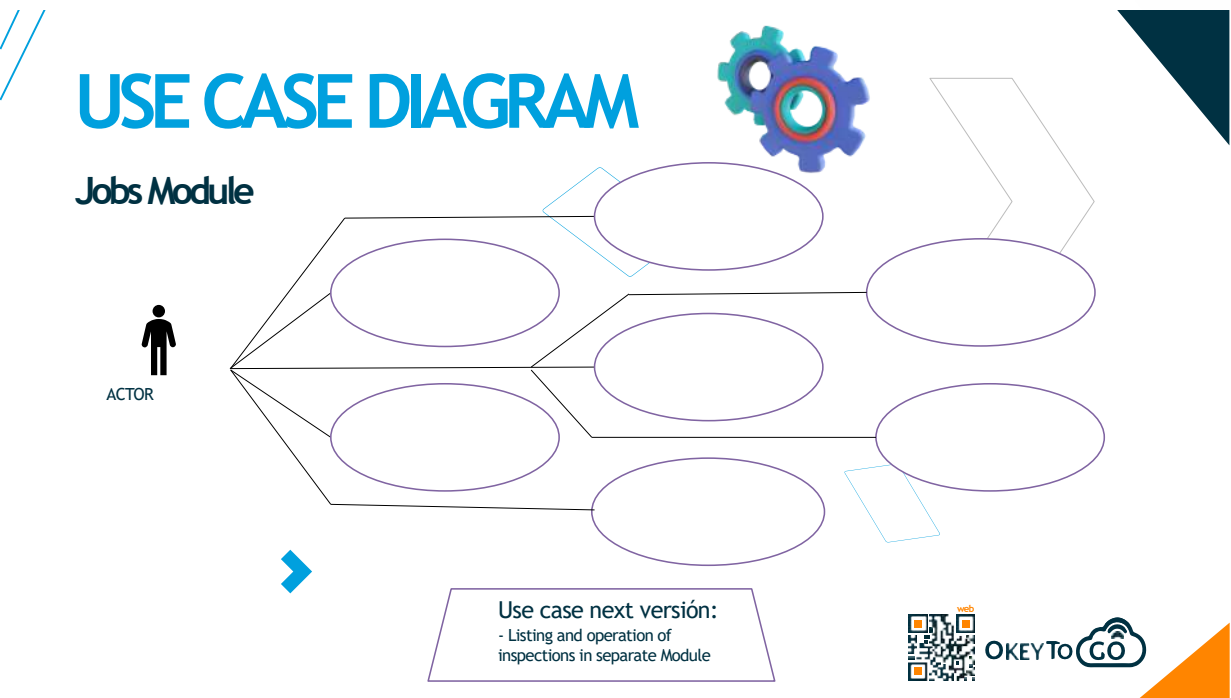 USE CASE DIAGRAM
Jobs Module
ACTOR
Use case next versión:
- Listing and operation of
inspections in separate Module
web
OKEYTO GO